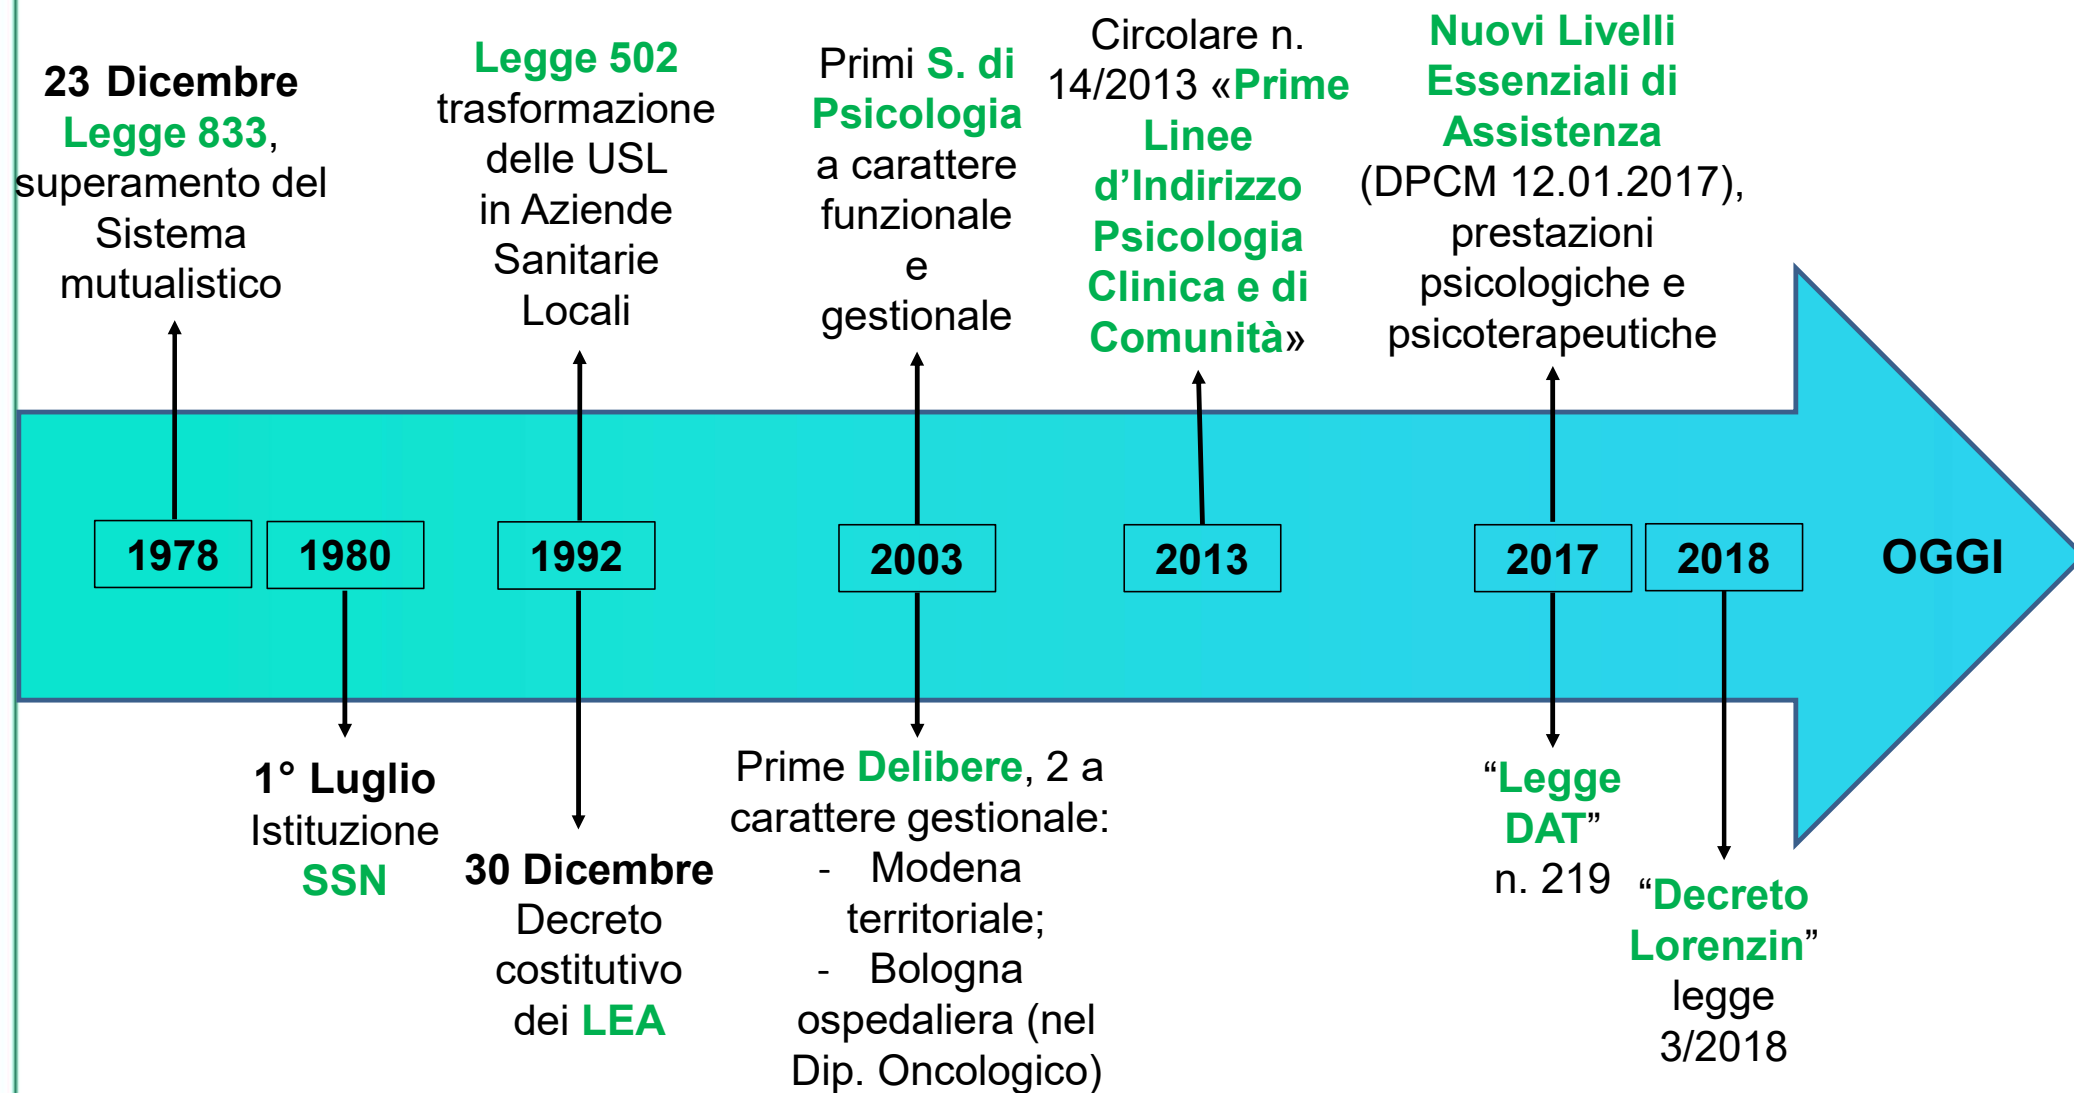 23 Dicembre
Legge 833,
superamento del
Sistema
mutualistico
Legge 502
trasformazione
delle USL
in Aziende
Sanitarie
Locali
Primi S. di
Psicologia
a carattere
funzionale
e
gestionale
Circolare n.
14/2013 «Prime
Linee
d’Indirizzo
Psicologia
Clinica e di
Comunità»
Nuovi Livelli
Essenziali di
Assistenza
(DPCM 12.01.2017),
prestazioni
psicologiche e
psicoterapeutiche
1978
1980
1992
2003
2013
2017
2018
OGGI
1° Luglio
Istituzione
SSN
30 Dicembre
Decreto
costitutivo
dei LEA
Prime Delibere, 2 a
carattere gestionale:
- Modena
territoriale;
- Bologna
ospedaliera (nel
Dip. Oncologico)
“Legge
DAT”
n. 219
“Decreto
Lorenzin”
legge
3/2018